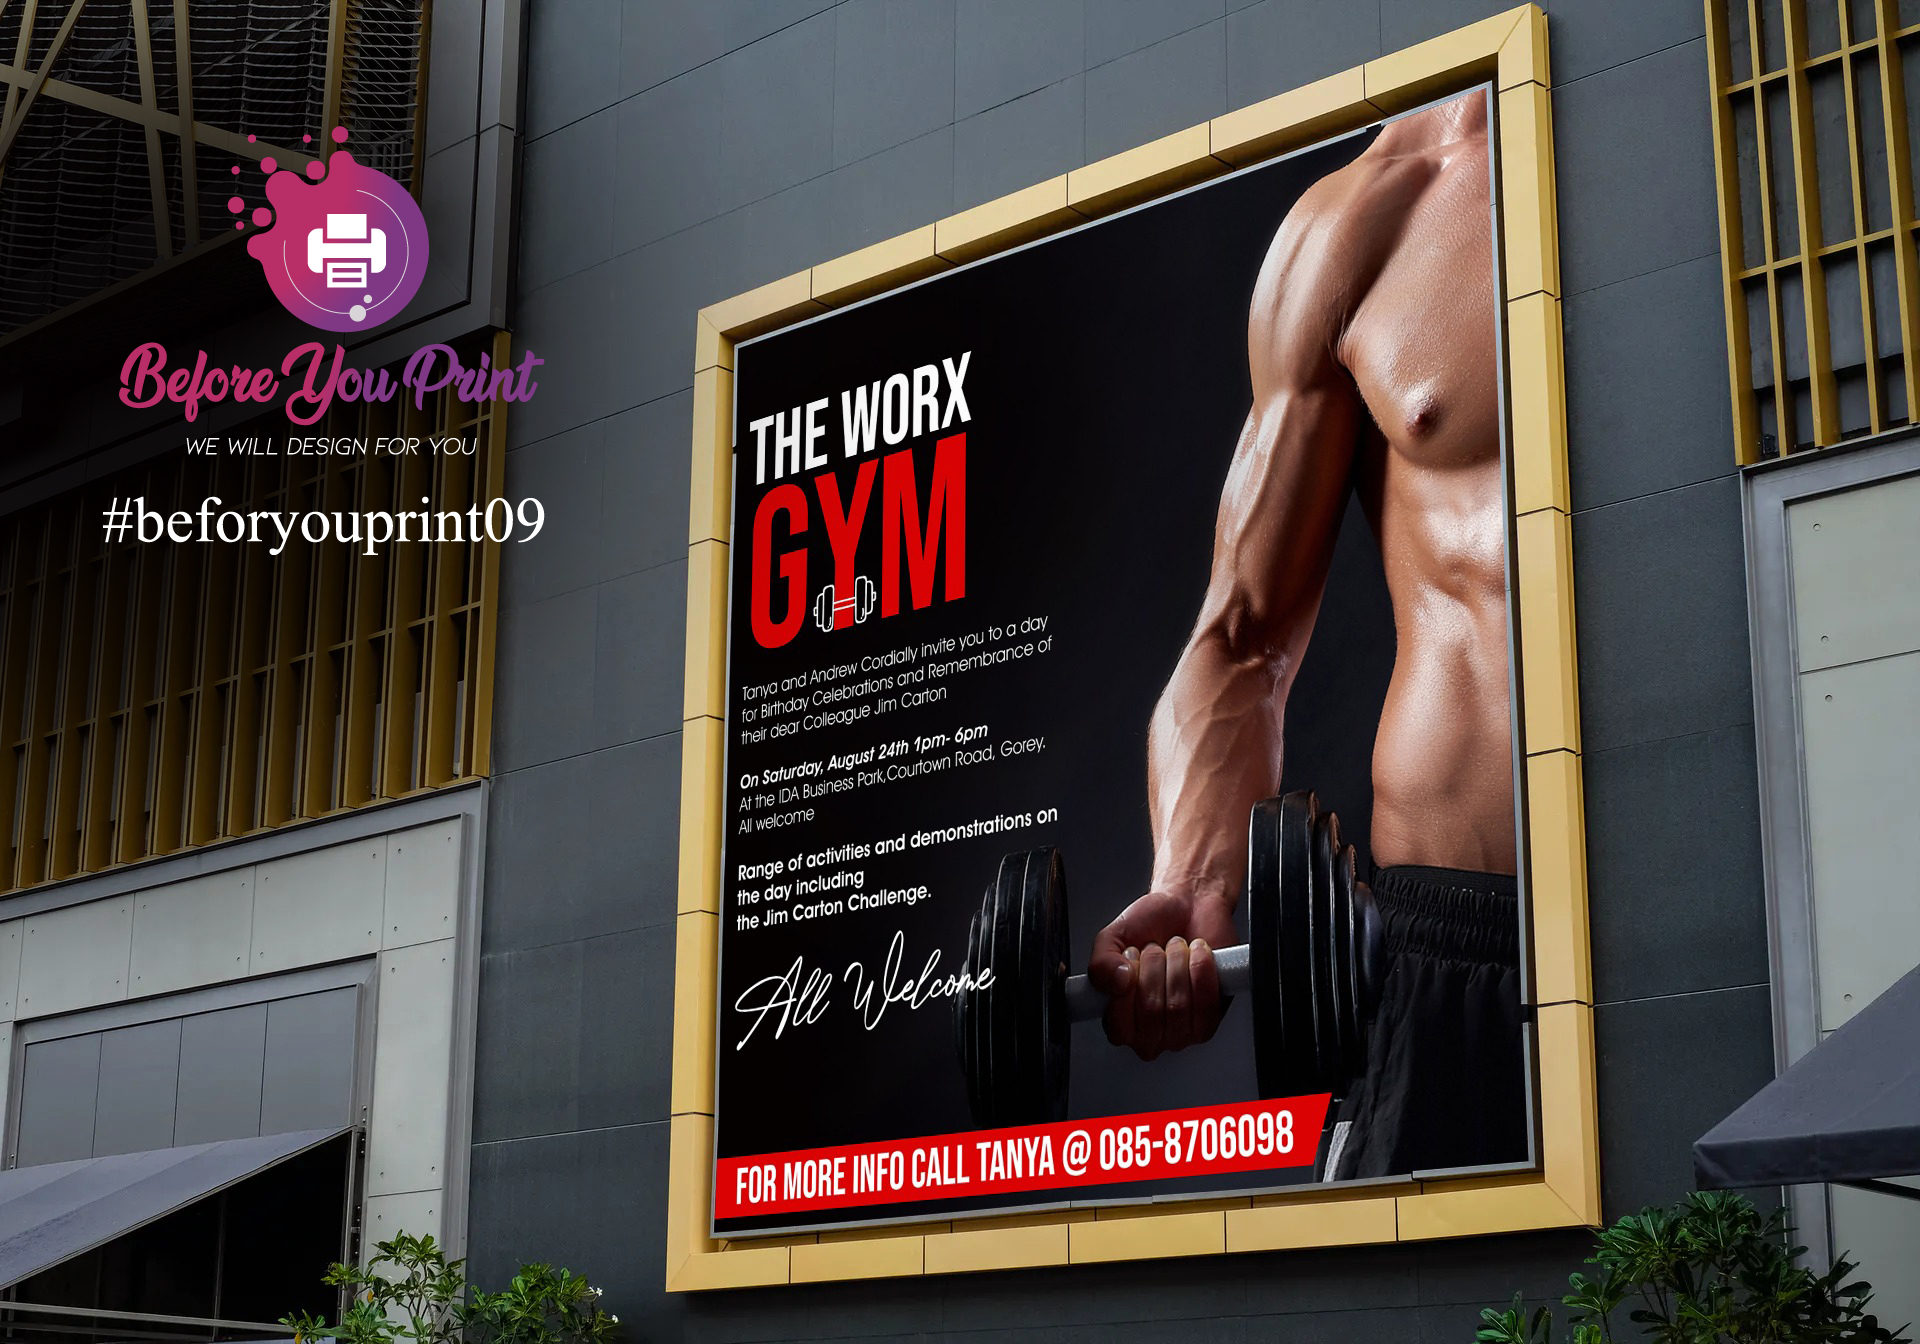 Before You Print
WE WILL DESIGN FOR YOU
#beforyouprint09
THE WORX
GYM
Tanya and Andrew Cordially invite you to a day
for Birthday Celebrations and Remembrance of
their dear Colleague Jim Carton
On Saturday, August 24th 1pm- 6pm
At the IDA Business Park,Courtown Road, Gorey.
All welcome
Range of activities and demonstrations on
the day including
the Jim Carton Challenge.
All Welcome
FOR MORE INFO CALL TANYA @ 085-8706098